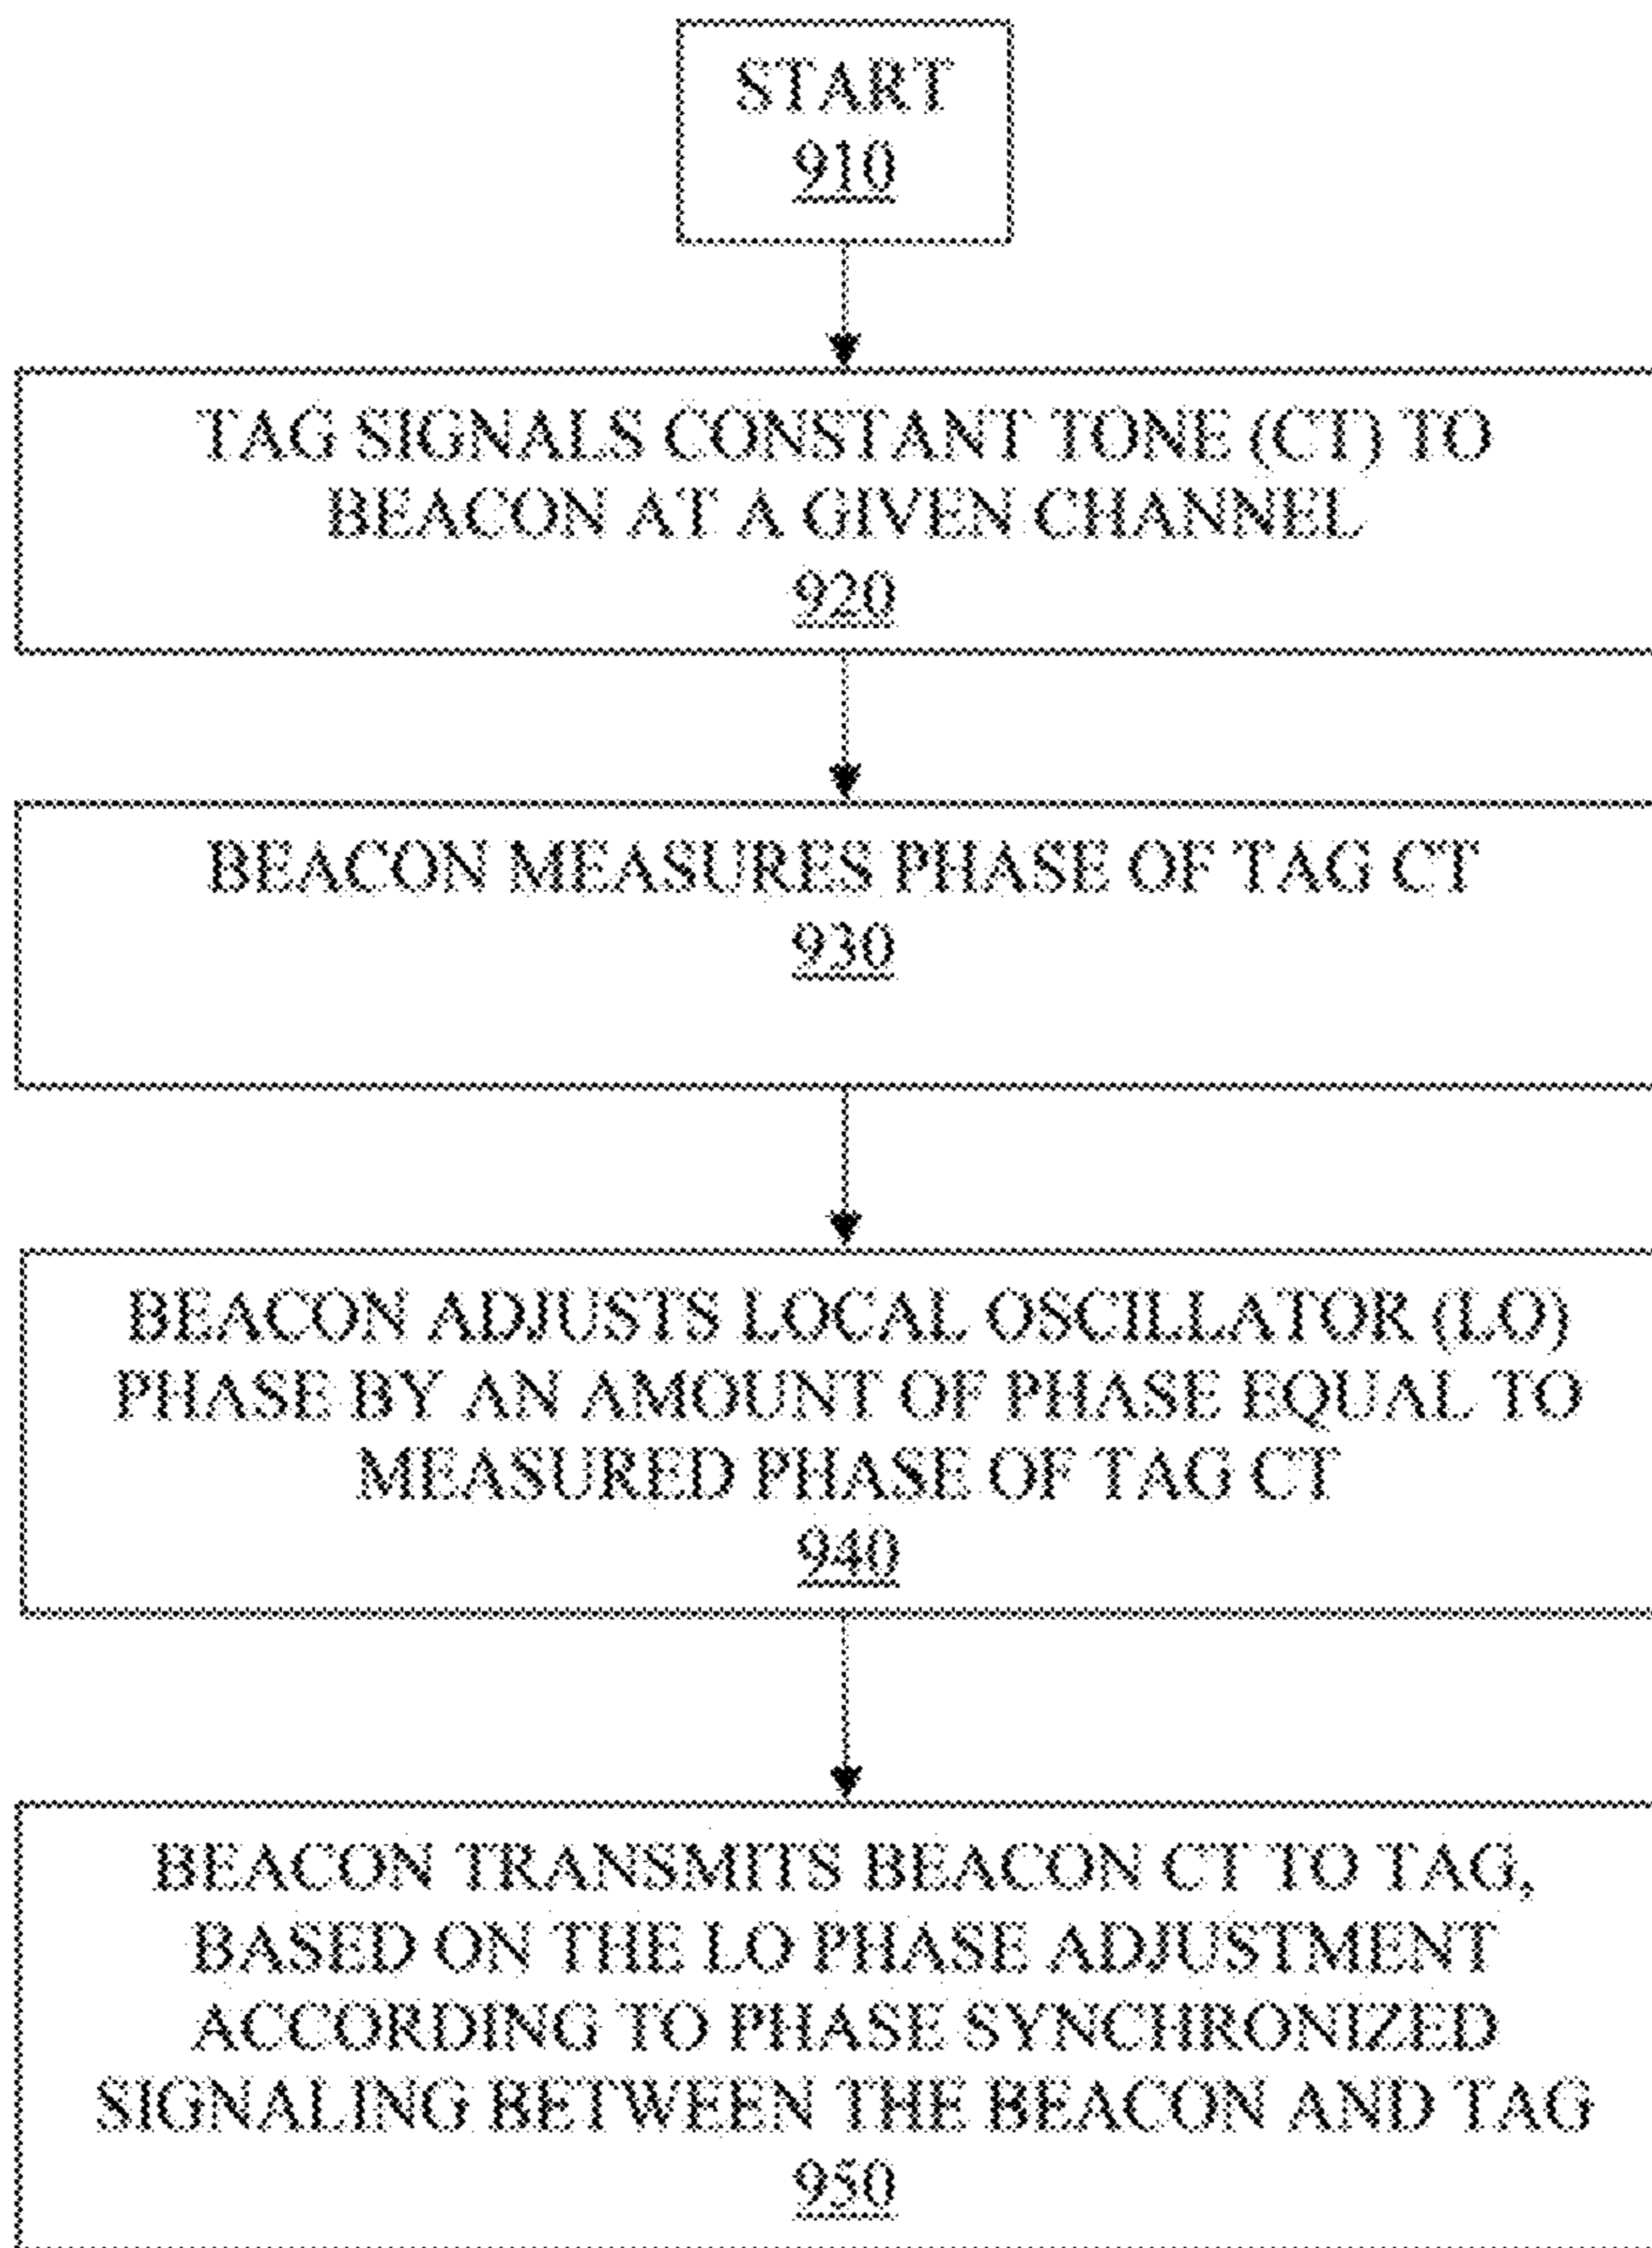 START
910
TAG SIGNALS CONSTANT TONE (CT) TO
BEACON AT A GIVEN CHANNEL
920
BEACON MEASURES PHASE OF TAG CT
930
BEACON ADJUSTS LOCAL OSCILLATOR (LO)
PHASE BY AN AMOUNT OF PHASE EQUAL TO
MEASURED PHASE OF TAG CT
940
BEACON TRANSMITS BEACON CT TO TAG,
BASED ON THE LO PHASE ADJUSTMENT
ACCORDING TO PHASE SYNCHRONIZED
SIGNALING BETWEEN THE BEACON AND TAG
950